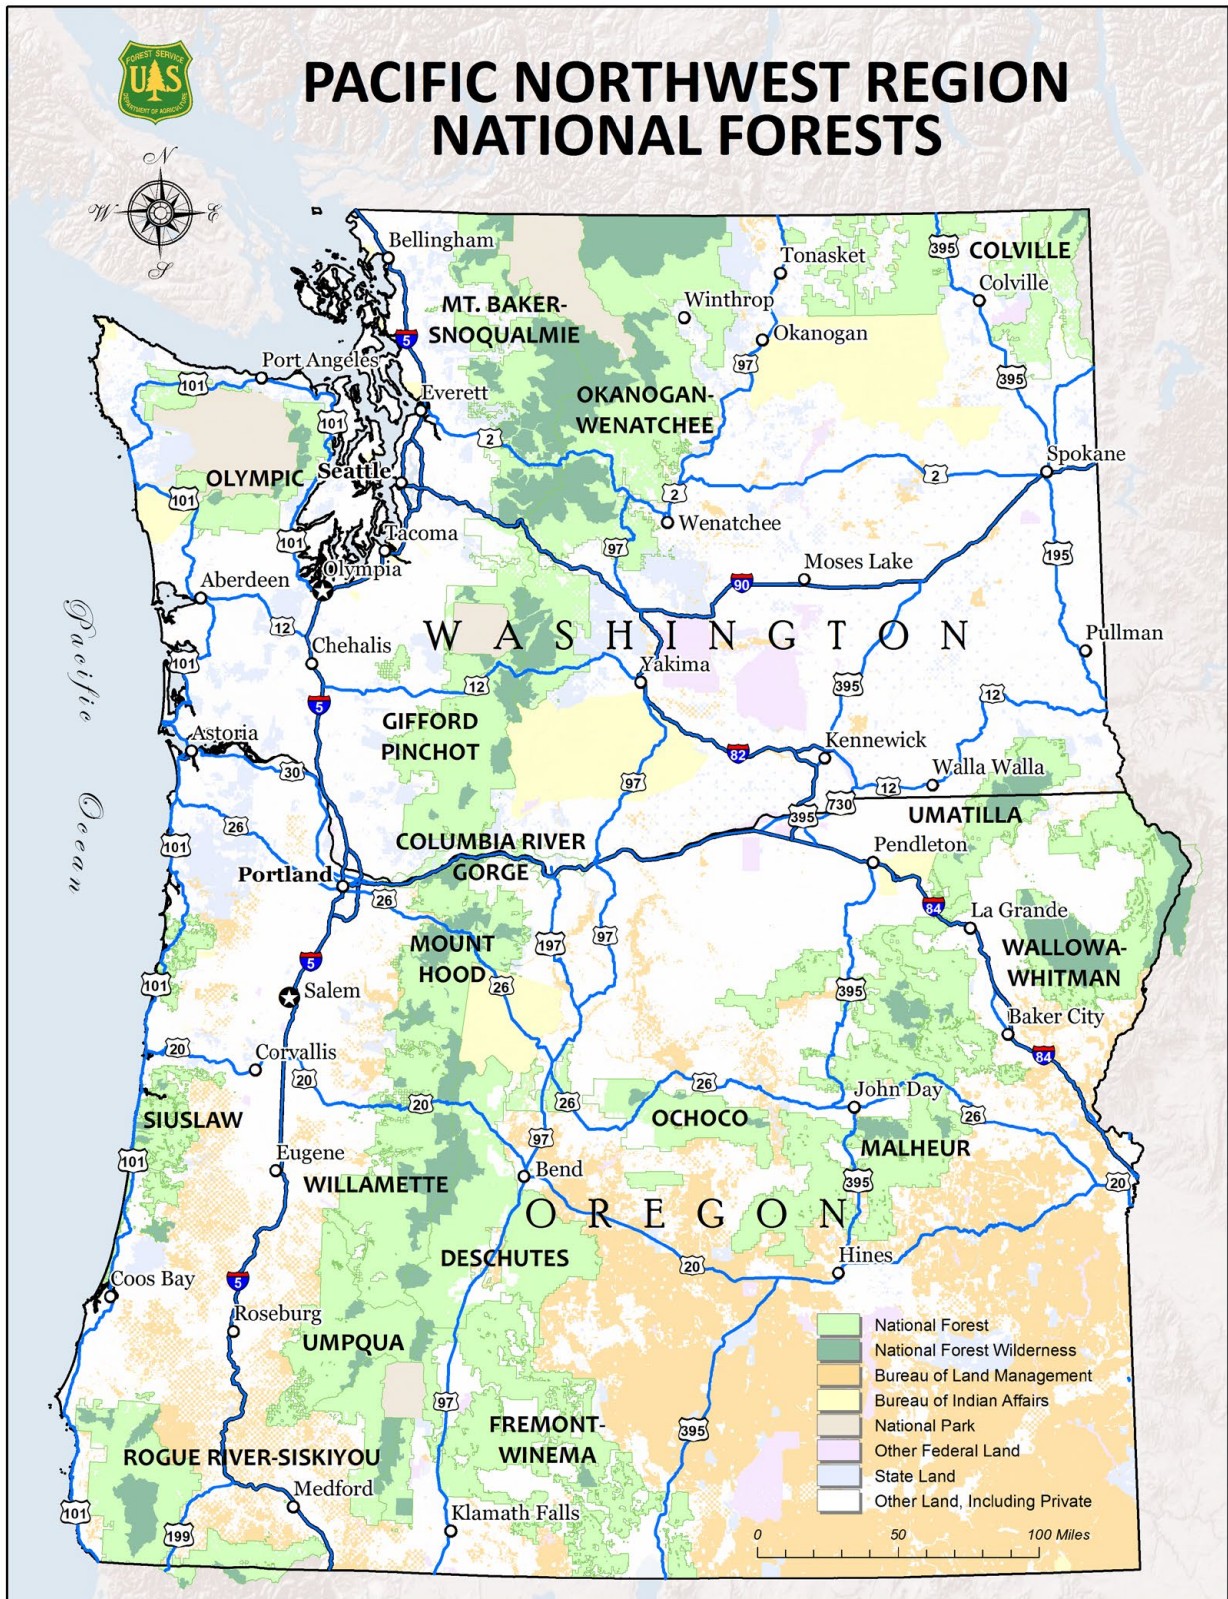 FOREST SERVICE
US
DEPARTMENT OF AGRICULTURE
PACIFIC NORTHWEST REGION
NATIONAL FORESTS
N
W
E
S
Bellingham
395
COLVILLE
Tonasket
Colville
MT. BAKER-
SNOQUALMIE
Winthrop
5
Okanogan
Port Angeles
97
101
395
Everett
OKANOGAN-
WENATCHEE
101
2
Spokane
OLYMPIC
Seattle
2
101
2
Wenatchee
Tacoma
101
97
195
Olympia
Moses Lake
Aberdeen
90
12
WASHINGTON
Pullman
Chehalis
101
Yakima
12
395
12
5
GIFFORD
PINCHOT
Astoria
Kennewick
82
30
Walla Walla
97
12
730
395
UMATILLA
26
101
COLUMBIA RIVER
GORGE
Pendleton
Portland
26
84
La Grande
MOUNT
HOOD
197
97
WALLOWA-
WHITMAN
5
101
26
395
Salem
Baker City
20
Corvallis
84
20
26
John Day
20
26
26
SIUSLAW
OCHOCO
97
MALHEUR
101
Eugene
Bend
WILLAMETTE
395
20
OREGON
DESCHUTES
Hines
20
Coos Bay
5
Roseburg
UMPQUA
97
FREMONT-
WINEMA
395
ROGUE RIVER-SISKIYOU
Medford
101
Klamath Falls
199
Pacific Ocean
National Forest
National Forest Wilderness
Bureau of Land Management
Bureau of Indian Affairs
National Park
Other Federal Land
State Land
Other Land, Including Private
0 50 100 Miles